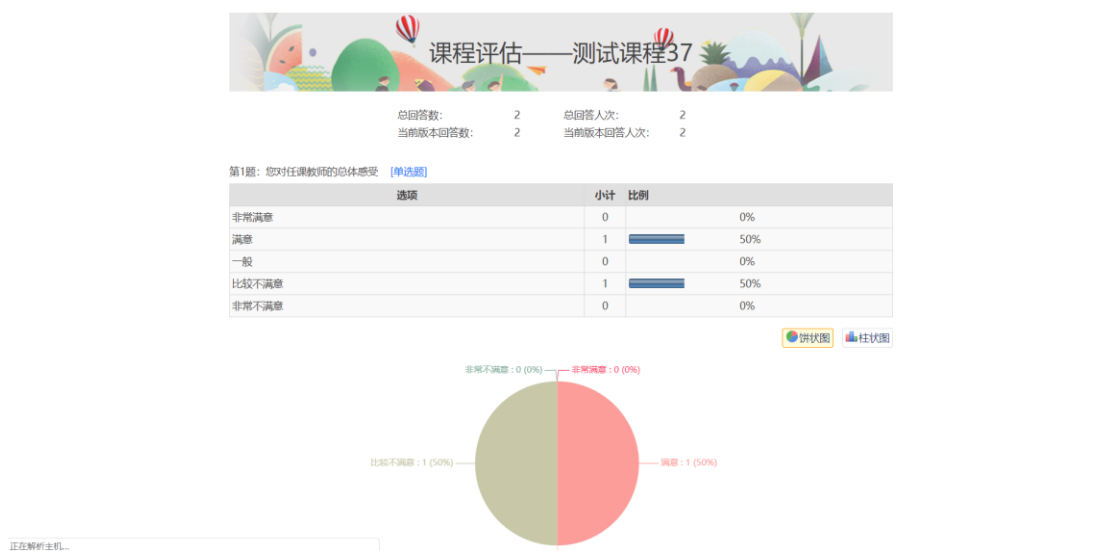 课程评估——测试课程37
总回答数: 2 总回答人次: 2
当前版本回答数: 2 当前版本回答人次: 2
第1题: 您对任课教师的总体感受 [单选题]
选项 小计 比例
非常满意 0 0%
满意 1 50%
一般 0 0%
比较不满意 1 50%
非常不满意 0 0%
饼状图 柱状图
非常不满意 : 0 (0%) 非常满意 : 0 (0%)
比较不满意 : 1 (50%) 满意 : 1 (50%)
正在解析主机...